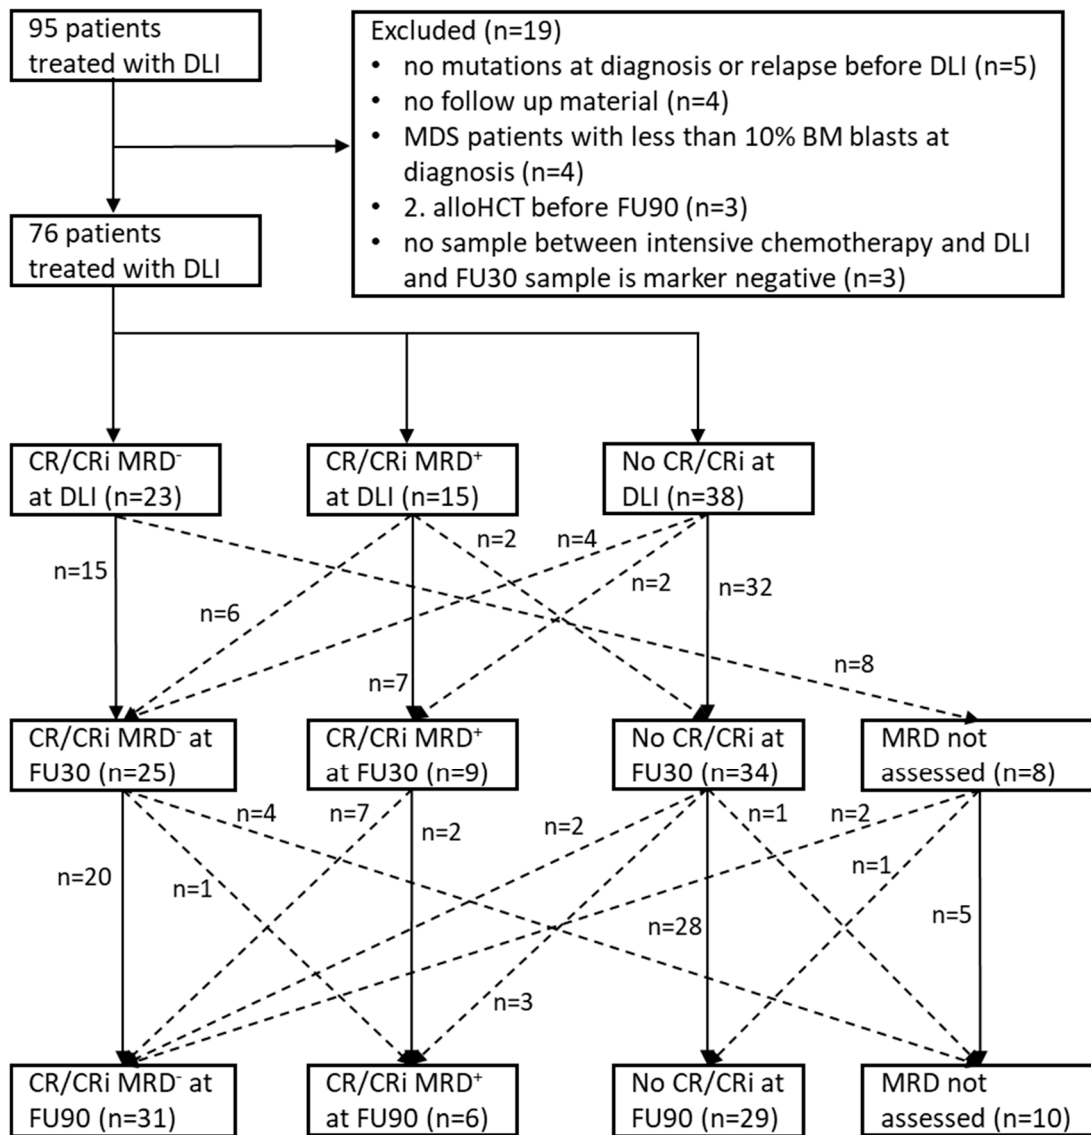 95 patients
treated with DLI
Excluded (n=19)
• no mutations at diagnosis or relapse before DLI (n=5)
• no follow up material (n=4)
• MDS patients with less than 10% BM blasts at
diagnosis (n=4)
• 2. alloHCT before FU90 (n=3)
• no sample between intensive chemotherapy and DLI
and FU30 sample is marker negative (n=3)
76 patients
treated with DLI
CR/CRi MRD⁻
at DLI (n=23)
CR/CRi MRD⁺
at DLI (n=15)
No CR/CRi at
DLI (n=38)
n=15
n=6
n=2
n=4
n=2
n=32
n=7
n=8
CR/CRi MRD⁻ at
FU30 (n=25)
CR/CRi MRD⁺
at FU30 (n=9)
No CR/CRi at
FU30 (n=34)
MRD not
assessed (n=8)
n=4
n=7
n=2
n=2
n=1
n=2
n=20
n=1
n=1
n=28
n=5
n=3
CR/CRi MRD⁻ at
FU90 (n=31)
CR/CRi MRD⁺
at FU90 (n=6)
No CR/CRi at
FU90 (n=29)
MRD not
assessed (n=10)